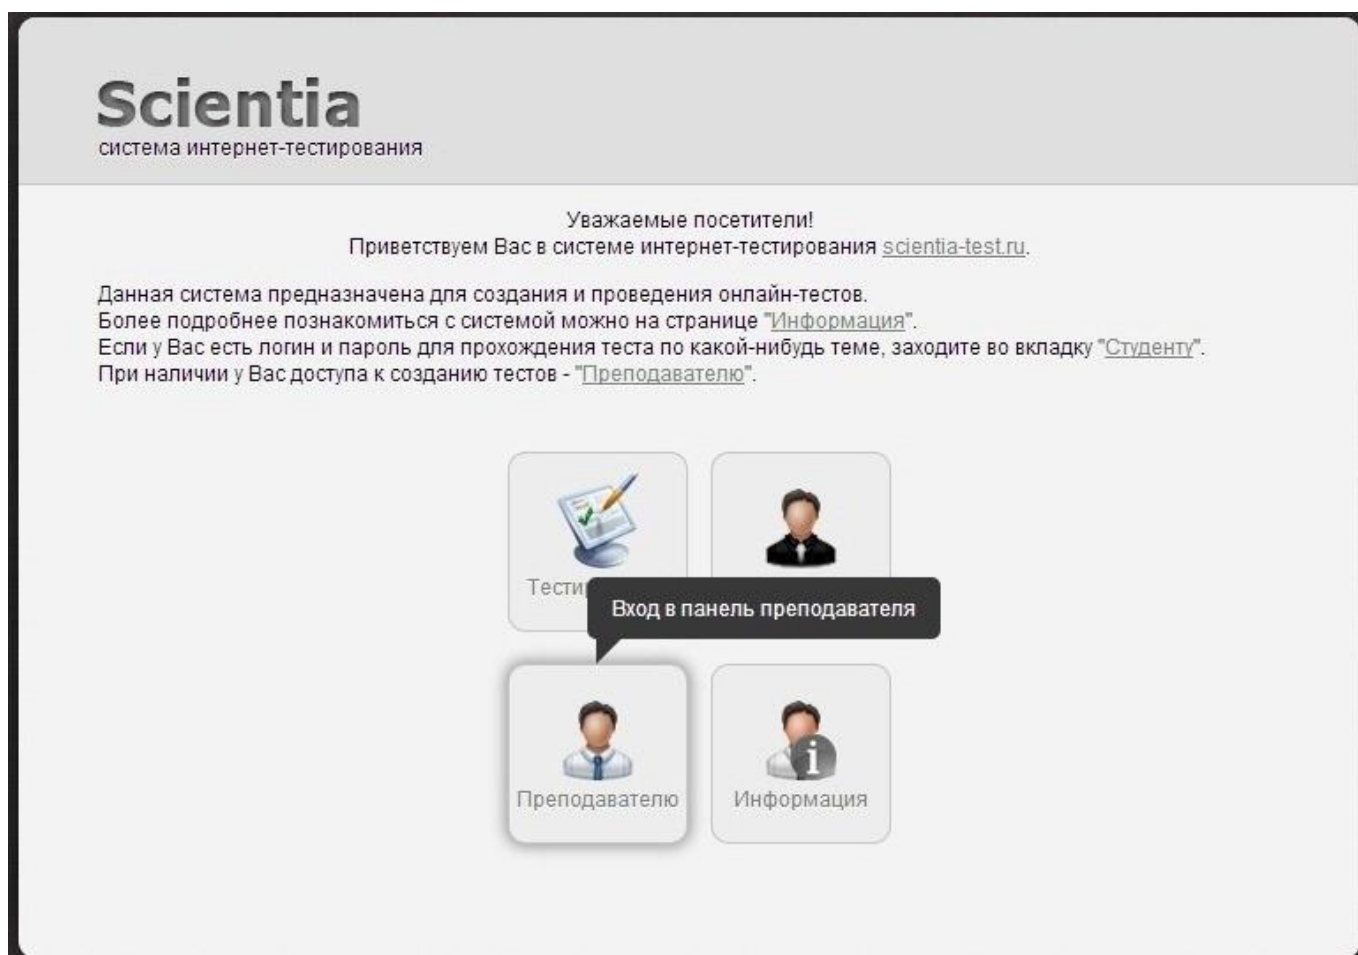 Scientia
система интернет-тестирования
Уважаемые посетители!
Приветствуем Вас в системе интернет-тестирования scientia-test.ru.
Данная система предназначена для создания и проведения онлайн-тестов.
Более подробнее познакомиться с системой можно на странице "Информация".
Если у Вас есть логин и пароль для прохождения теста по какой-нибудь теме, заходите во вкладку "Студенту".
При наличии у Вас доступа к созданию тестов - "Преподавателю".
Вход в панель преподавателя
Преподавателю
Информация